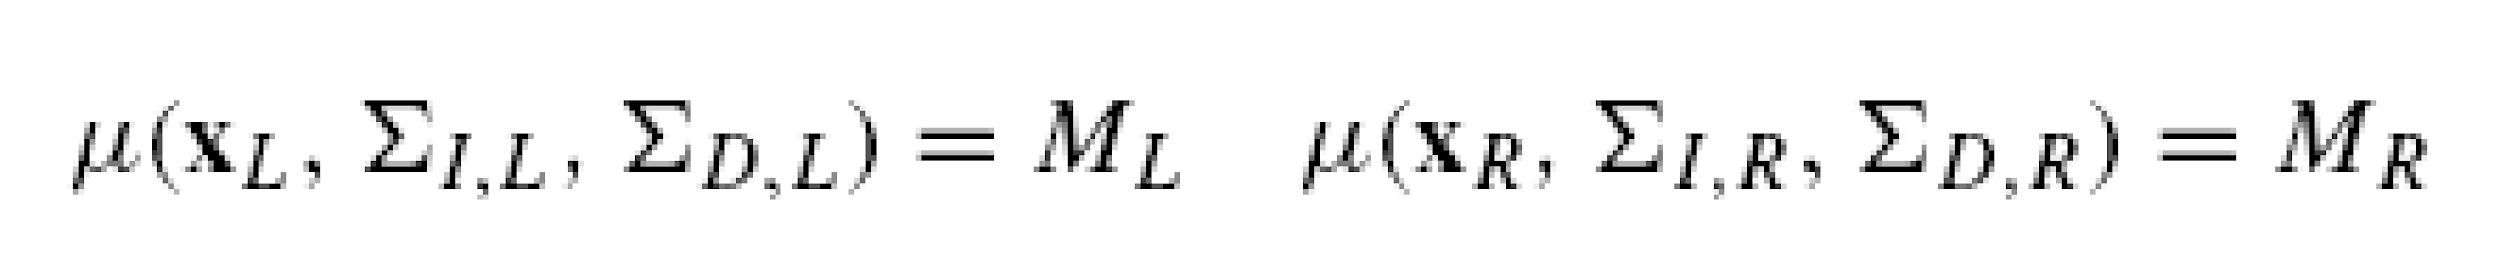 μ(𝐱_L, Σ_{I,L}, Σ_{D,L}) = M_L    μ(𝐱_R, Σ_{I,R}, Σ_{D,R}) = M_R